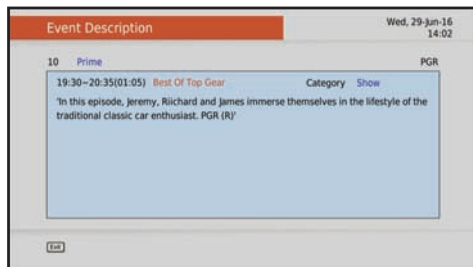 Event Description
Wed, 29-Jun-16
14:02
10 Prime PGR
19:30~20:35(01:05) Best Of Top Gear Category Show
'In this episode, Jeremy, Riichard and James immerse themselves in the lifestyle of the
traditional classic car enthusiast. PGR (R)'
Exit